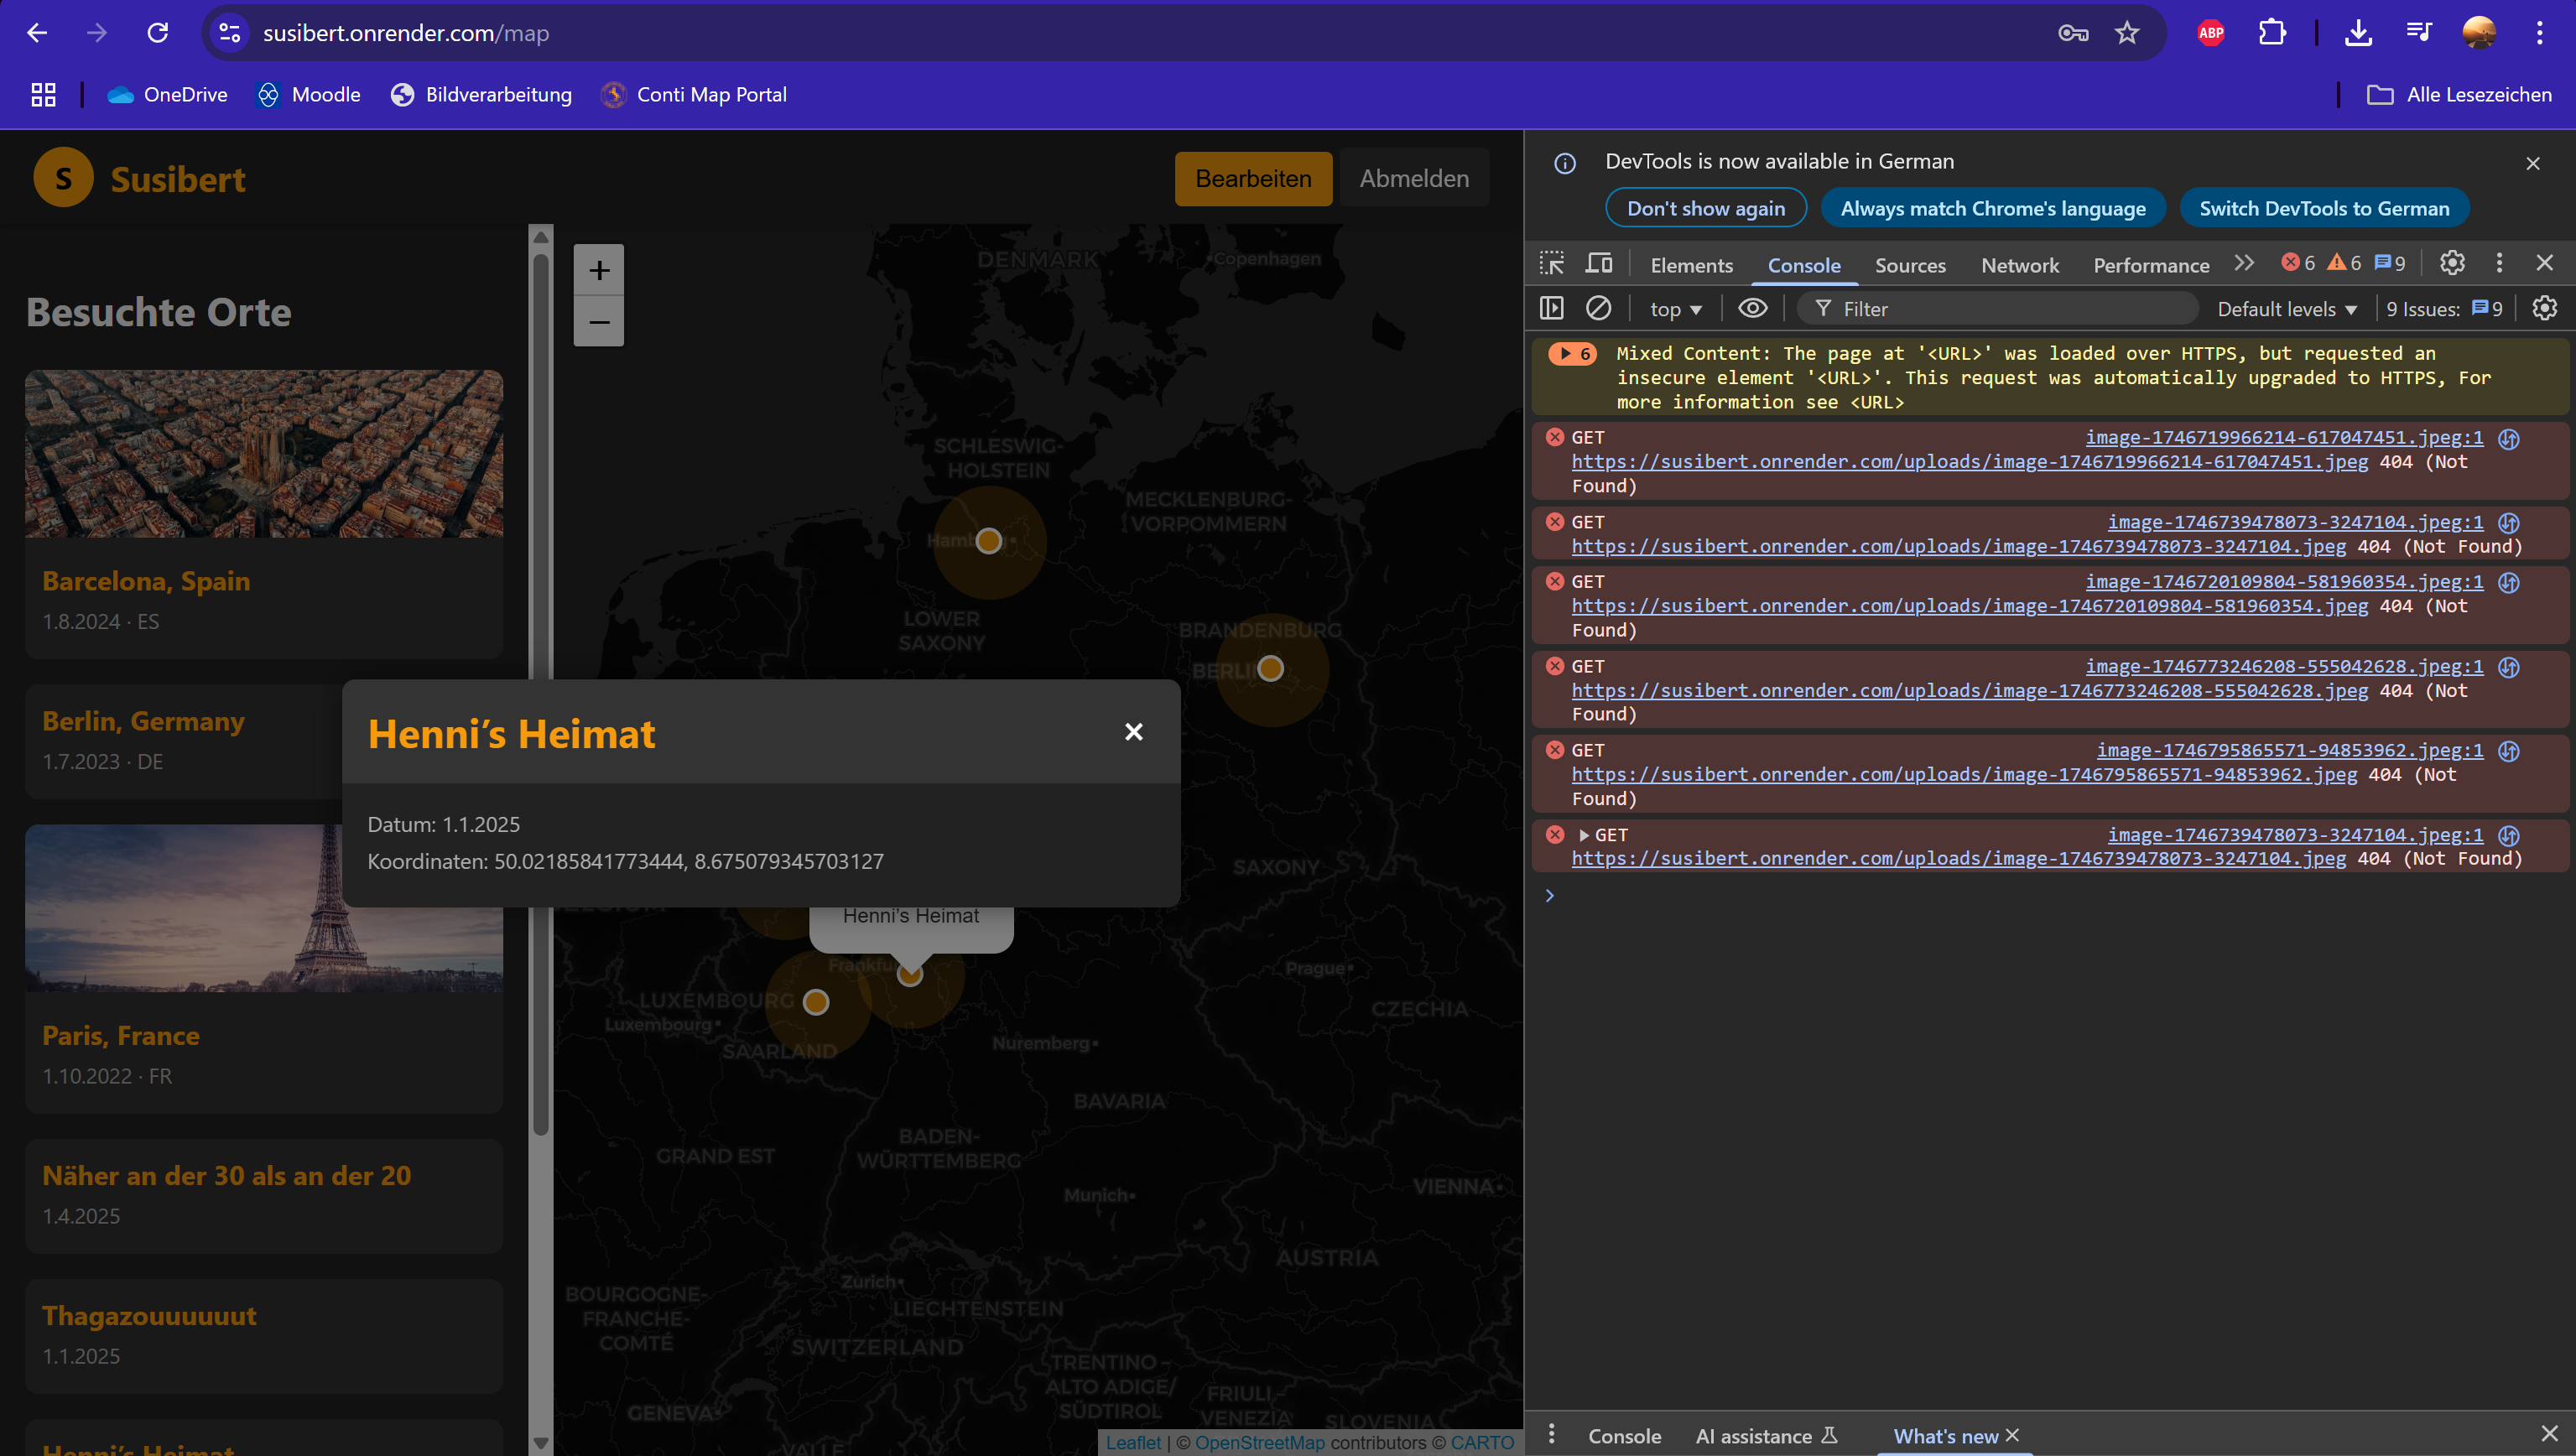 susibert.onrender.com/map
ABP
OneDrive
Moodle
Bildverarbeitung
Conti Map Portal
Alle Lesezeichen
S
Susibert
Bearbeiten
Abmelden
Besuchte Orte
Barcelona, Spain
1.8.2024 · ES
Berlin, Germany
1.7.2023 · DE
Paris, France
1.10.2022 · FR
Näher an der 30 als an der 20
1.4.2025
Thagazouuuuuut
1.1.2025
Henni’s Heimat
+
−
DENMARK
Copenhagen
SCHLESWIG-
HOLSTEIN
MECKLENBURG-
VORPOMMERN
LOWER
SAXONY
BRANDENBURG
Henni’s Heimat
×
Datum: 1.1.2025
Koordinaten: 50.02185841773444, 8.675079345703127
Henni’s Heimat
SAXONY
Prague
LUXEMBOURG
Luxembourg
CZECHIA
SAARLAND
Nuremberg
BAVARIA
BADEN-
WÜRTTEMBERG
GRAND EST
Munich
VIENNA
AUSTRIA
Zurich
BOURGOGNE-
FRANCHE-
COMTÉ
LIECHTENSTEIN
SWITZERLAND
TRENTINO –
ALTO ADIGE/
SÜDTIROL
FRIULI –
VENEZIA
GENEVA
SLOVENIA
Leaflet | © OpenStreetMap contributors © CARTO
DevTools is now available in German
Don't show again
Always match Chrome's language
Switch DevTools to German
Elements
Console
Sources
Network
Performance
6
6
9
top
Filter
Default levels
9 Issues:
9
6
Mixed Content: The page at '<URL>' was loaded over HTTPS, but requested an
insecure element '<URL>'. This request was automatically upgraded to HTTPS, For
more information see <URL>
GET image-1746719966214-617047451.jpeg:1
https://susibert.onrender.com/uploads/image-1746719966214-617047451.jpeg 404 (Not
Found)
GET image-1746739478073-3247104.jpeg:1
https://susibert.onrender.com/uploads/image-1746739478073-3247104.jpeg 404 (Not Found)
GET image-1746720109804-581960354.jpeg:1
https://susibert.onrender.com/uploads/image-1746720109804-581960354.jpeg 404 (Not
Found)
GET image-1746773246208-555042628.jpeg:1
https://susibert.onrender.com/uploads/image-1746773246208-555042628.jpeg 404 (Not
Found)
GET image-1746795865571-94853962.jpeg:1
https://susibert.onrender.com/uploads/image-1746795865571-94853962.jpeg 404 (Not
Found)
GET image-1746739478073-3247104.jpeg:1
https://susibert.onrender.com/uploads/image-1746739478073-3247104.jpeg 404 (Not Found)
Console
AI assistance
What's new